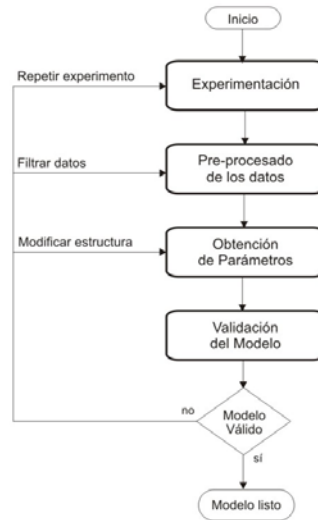 Inicio
Repetir experimento
Experimentación
Filtrar datos
Pre-procesado
de los datos
Modificar estructura
Obtención
de Parámetros
Validación
del Modelo
no
Modelo
Válido
sí
Modelo listo